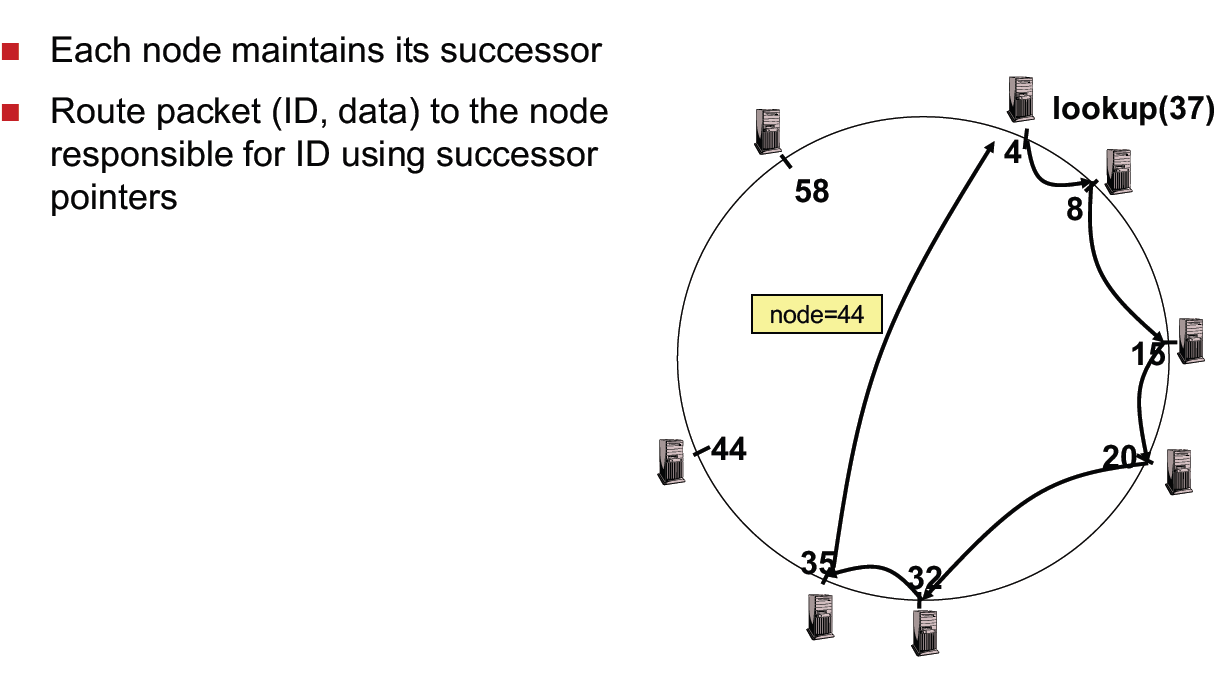 Each node maintains its successor
Route packet (ID, data) to the node
responsible for ID using successor
pointers
lookup(37)
4
8
58
node=44
15
44
20
35
32